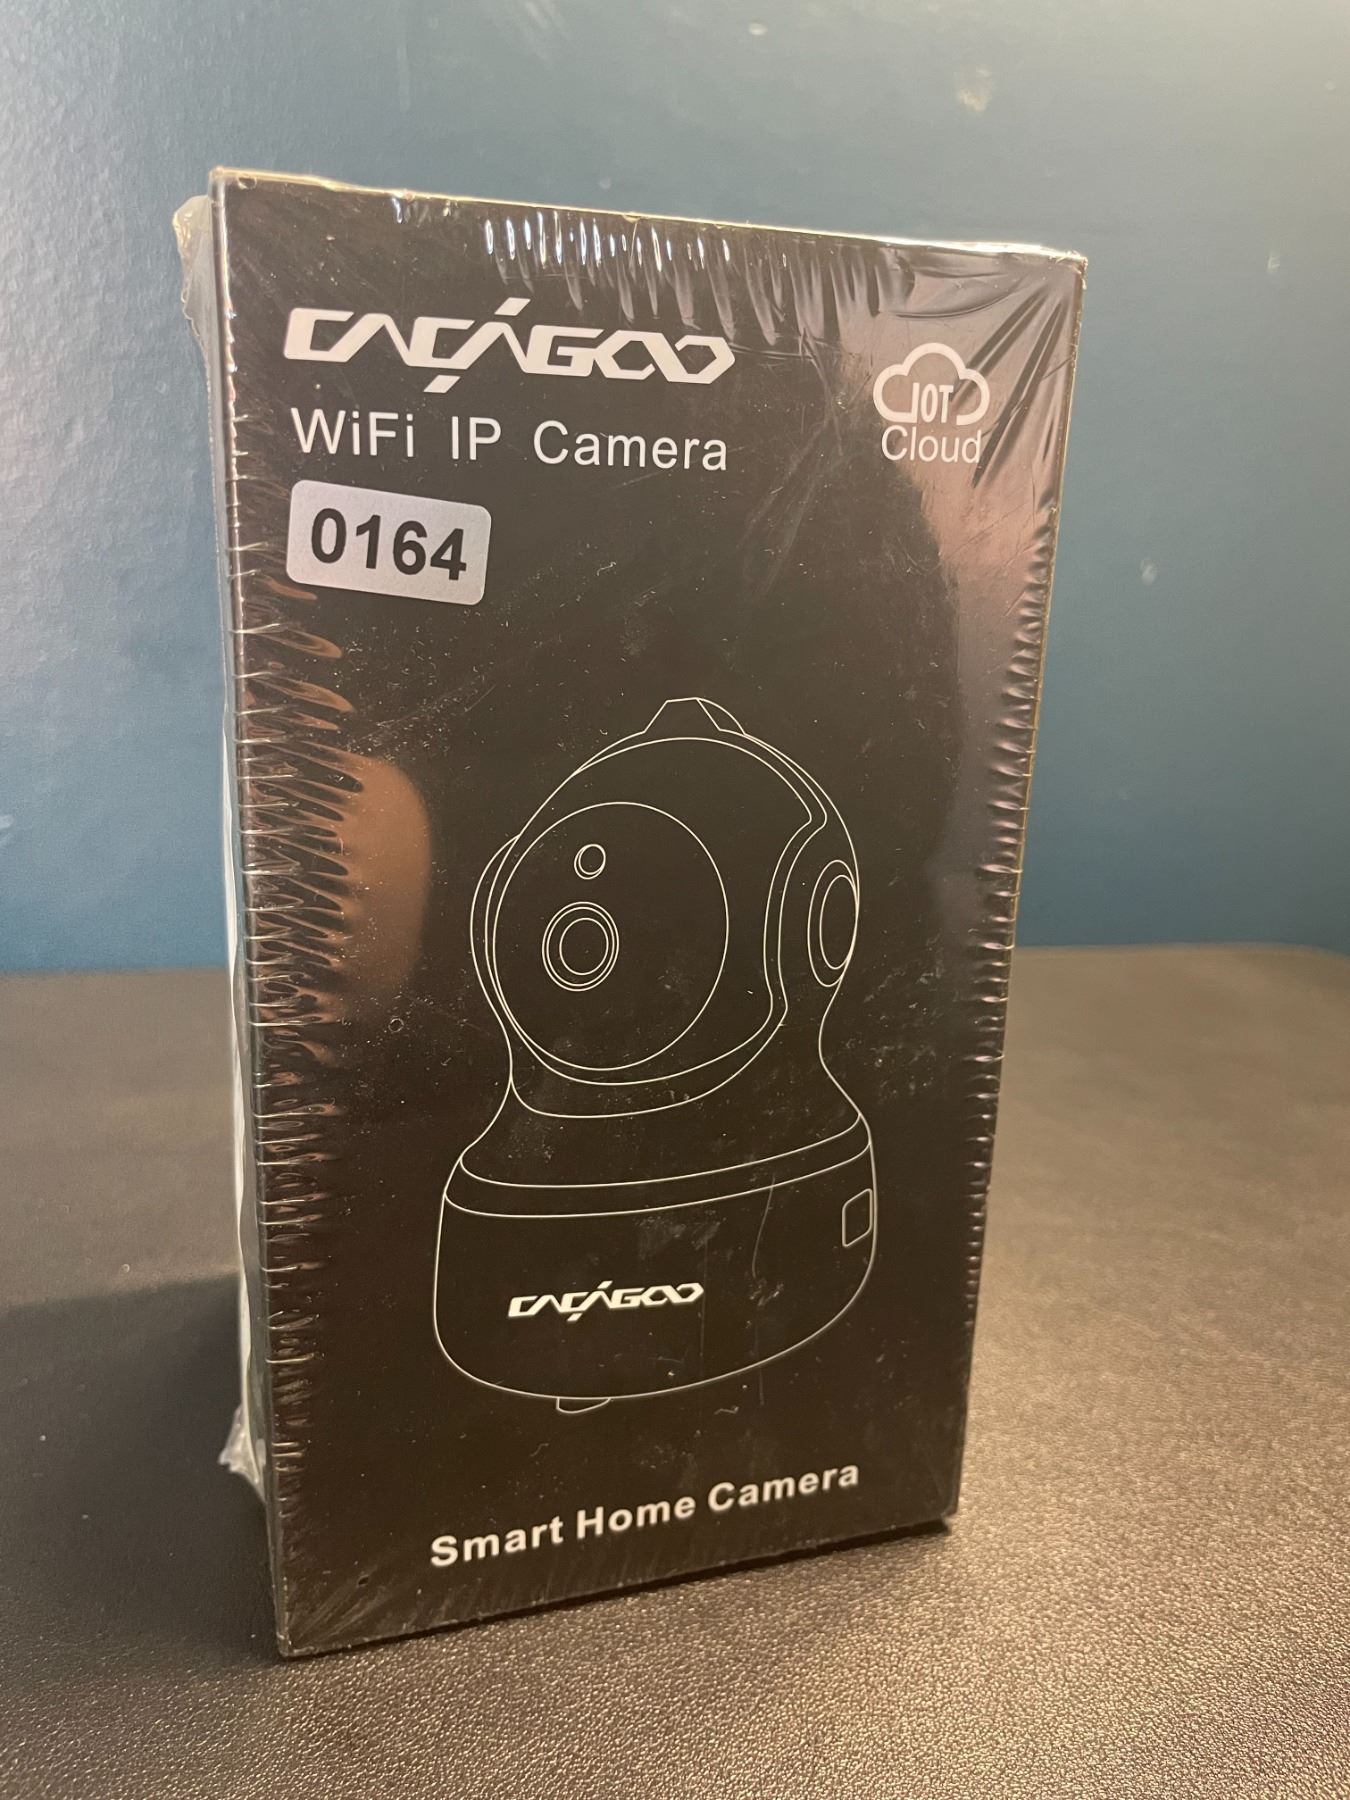 CACAGOO
WiFi IP Camera
IOT
Cloud
0164
CACAGOO
Smart Home Camera